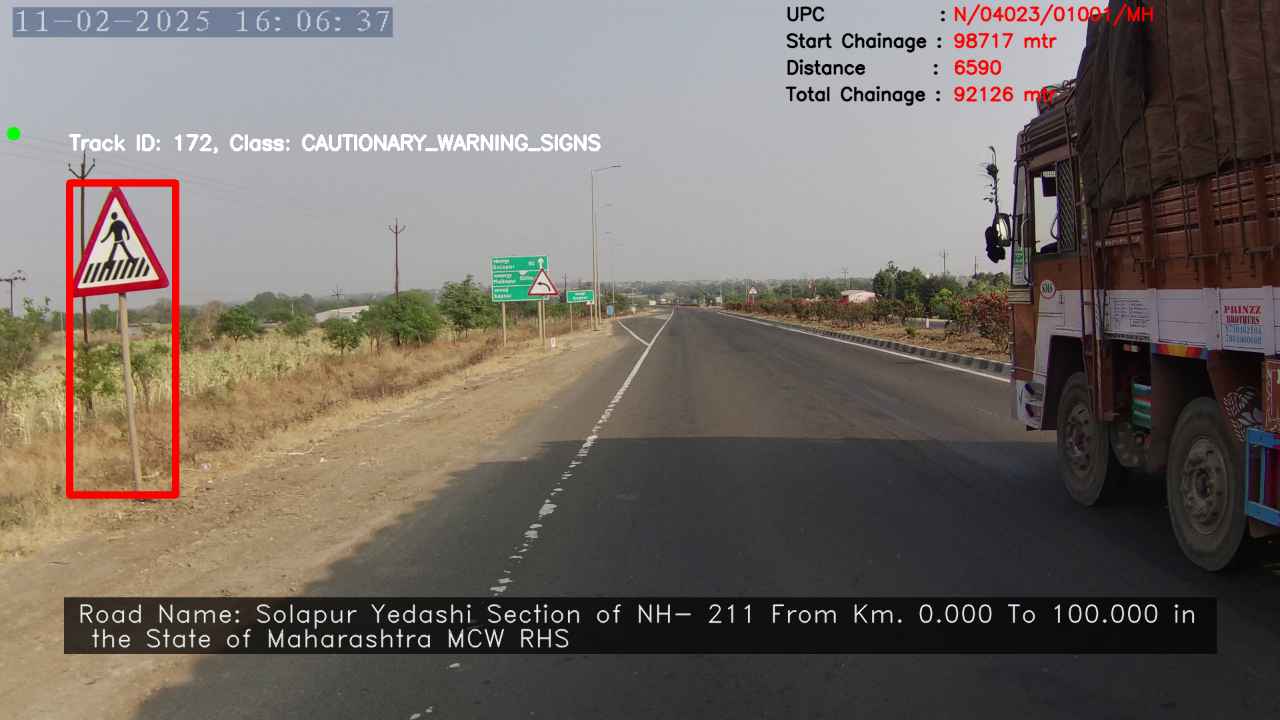 11-02-2025 16:06:37
UPC : N/04023/01001/MH
Start Chainage : 98717 mtr
Distance : 6590
Total Chainage : 92126 mtr
Track ID: 172, Class: CAUTIONARY_WARNING_SIGNS
Solapur
PRINZZ
BROTHERS
Road Name: Solapur Yedashi Section of NH- 211 From Km. 0.000 To 100.000 in
the State of Maharashtra MCW RHS